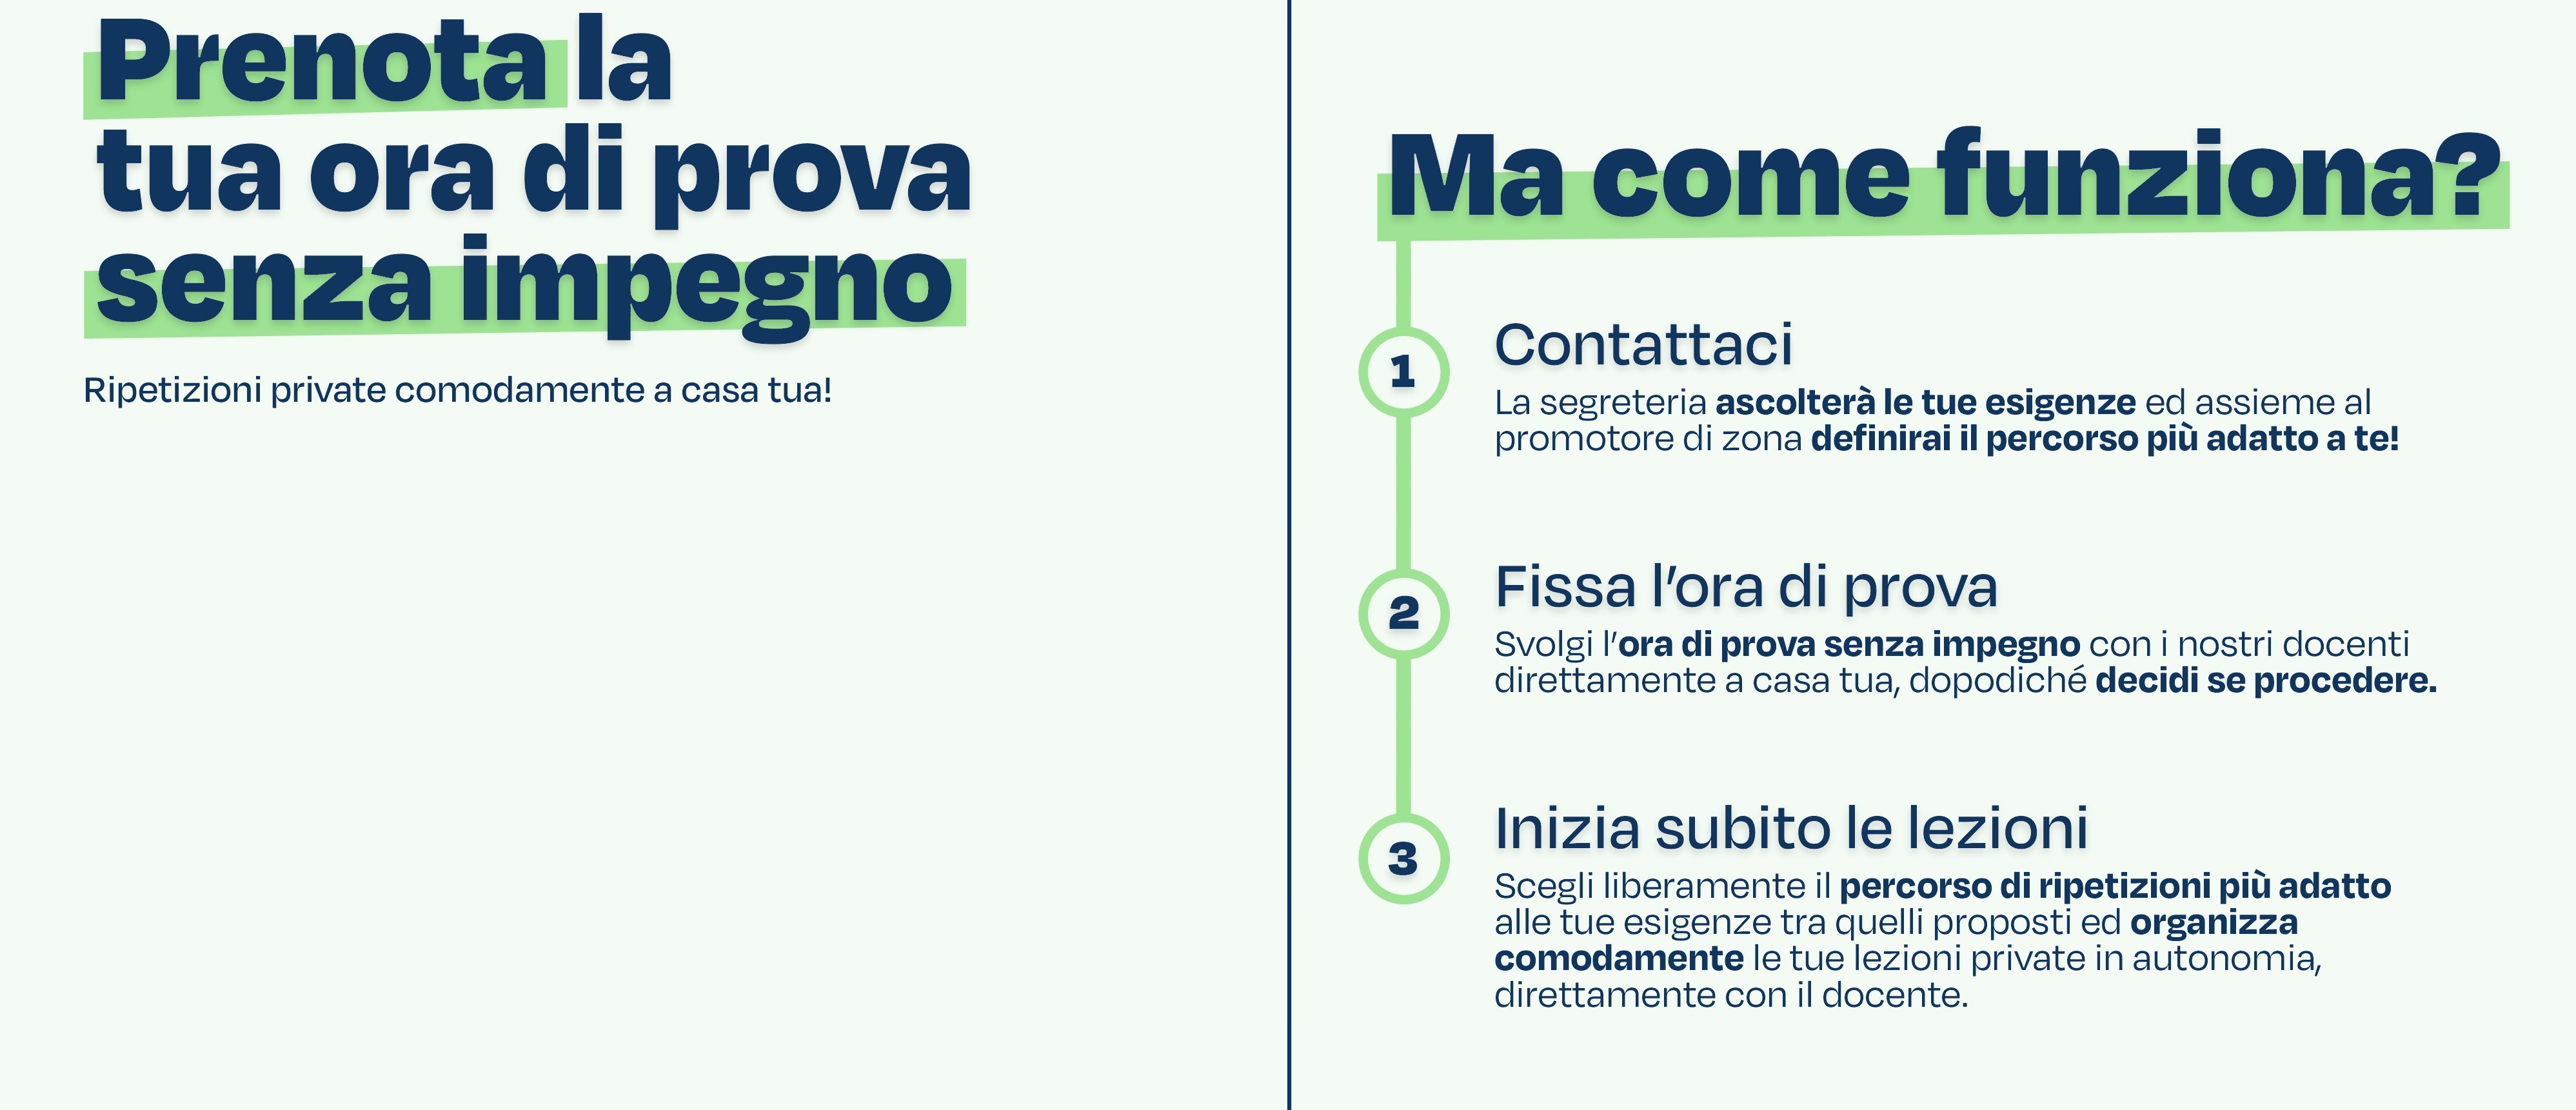 Prenota la
tua ora di prova
senza impegno
Ripetizioni private comodamente a casa tua!
Ma come funziona?
1
Contattaci
La segreteria ascolterà le tue esigenze ed assieme al
promotore di zona definirai il percorso più adatto a te!
2
Fissa l’ora di prova
Svolgi l’ora di prova senza impegno con i nostri docenti
direttamente a casa tua, dopodiché decidi se procedere.
3
Inizia subito le lezioni
Scegli liberamente il percorso di ripetizioni più adatto
alle tue esigenze tra quelli proposti ed organizza
comodamente le tue lezioni private in autonomia,
direttamente con il docente.